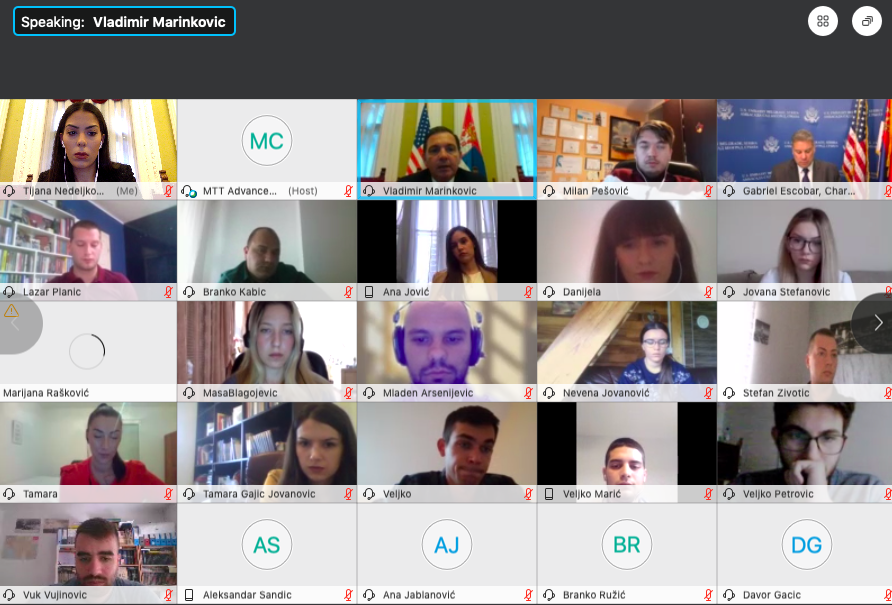 Speaking: Vladimir Marinkovic
MC
Tijana Nedeljko... (Me)
MTT Advance... (Host)
Vladimir Marinkovic
Milan Pešović
Gabriel Escobar, Char...
Lazar Pianic
Branko Kabic
Ana Jović
Danijela
Jovana Stefanovic
Marijana Rašković
MasaBlagojevic
Mladen Arsenijevic
Nevena Jovanović
Stefan Zivotic
Tamara
Tamara Gajic Jovanovic
Veljko
Veljko Marić
Veljko Petrovic
AS
AJ
BR
DG
Vuk Vujinovic
Aleksandar Sandic
Ana Jablanović
Branko Ružić
Davor Gacic